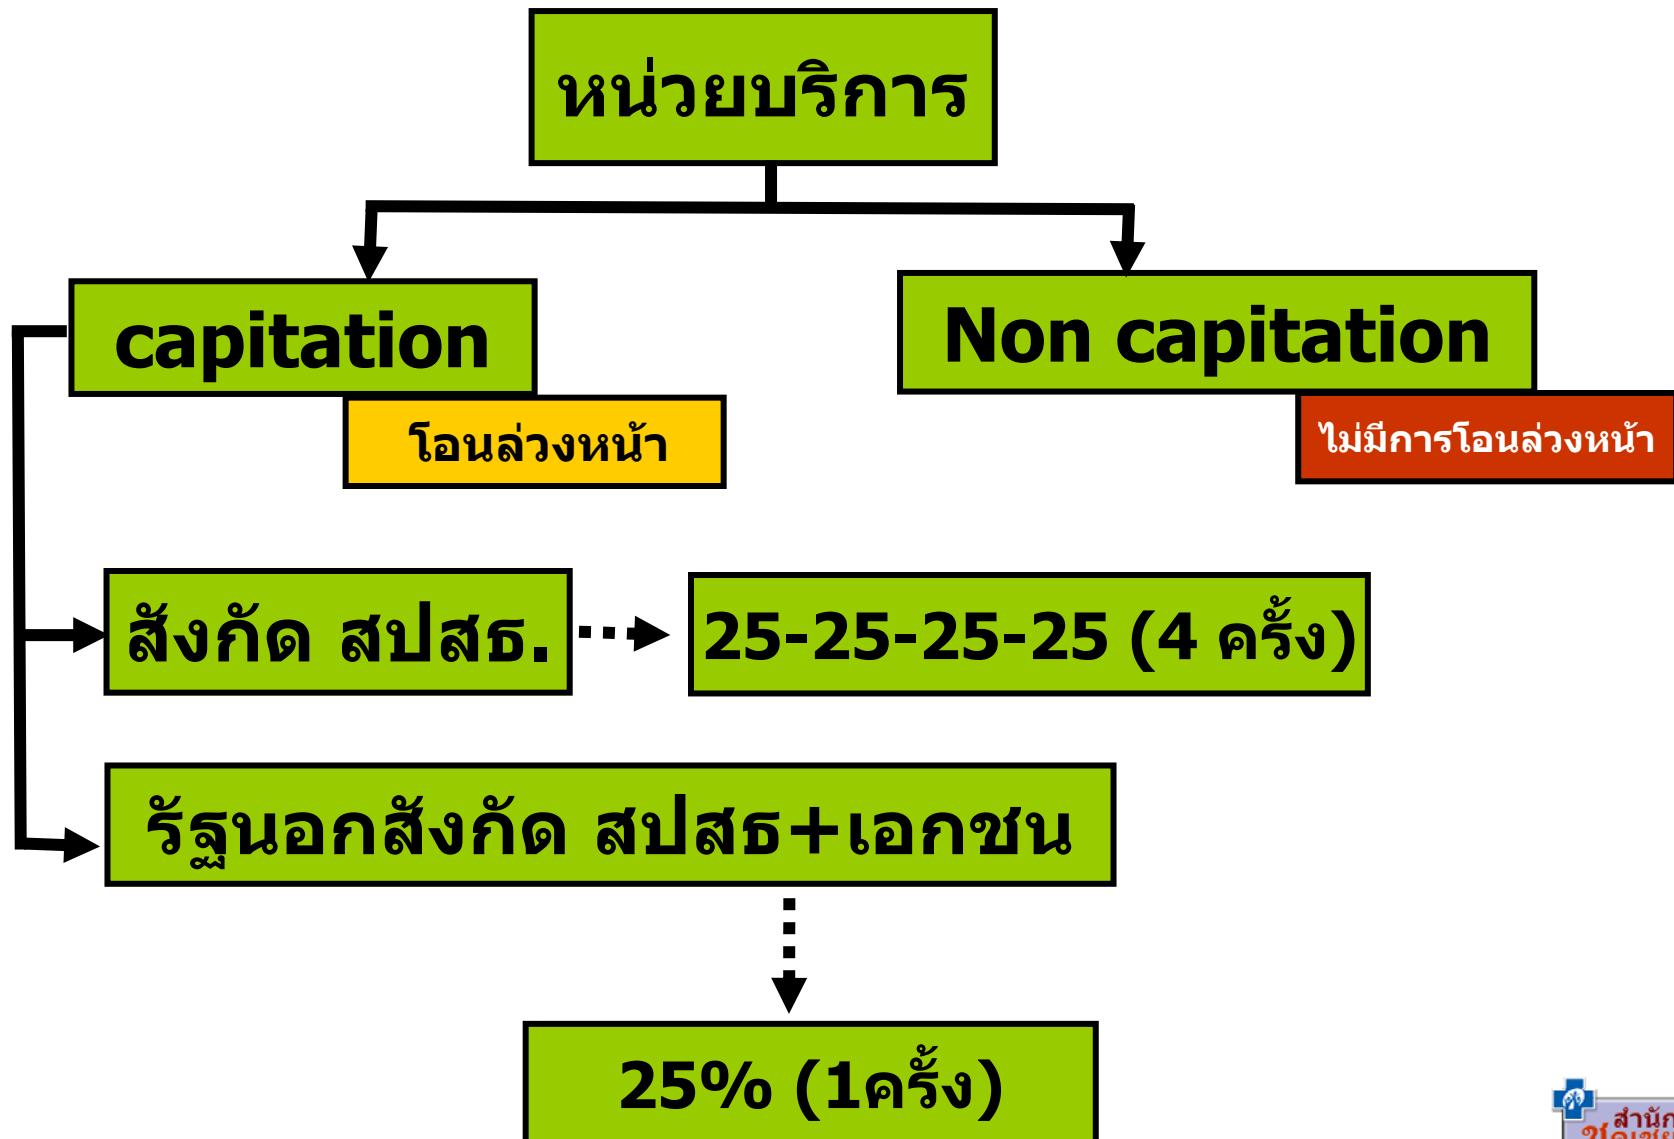 หน่วยบริการ
capitation
Non capitation
โอนล่วงหน้า
ไม่มีการโอนล่วงหน้า
สังกัด สปสธ.
25-25-25-25 (4 ครั้ง)
รัฐนอกสังกัด สปสธ+เอกชน
25% (1ครั้ง)